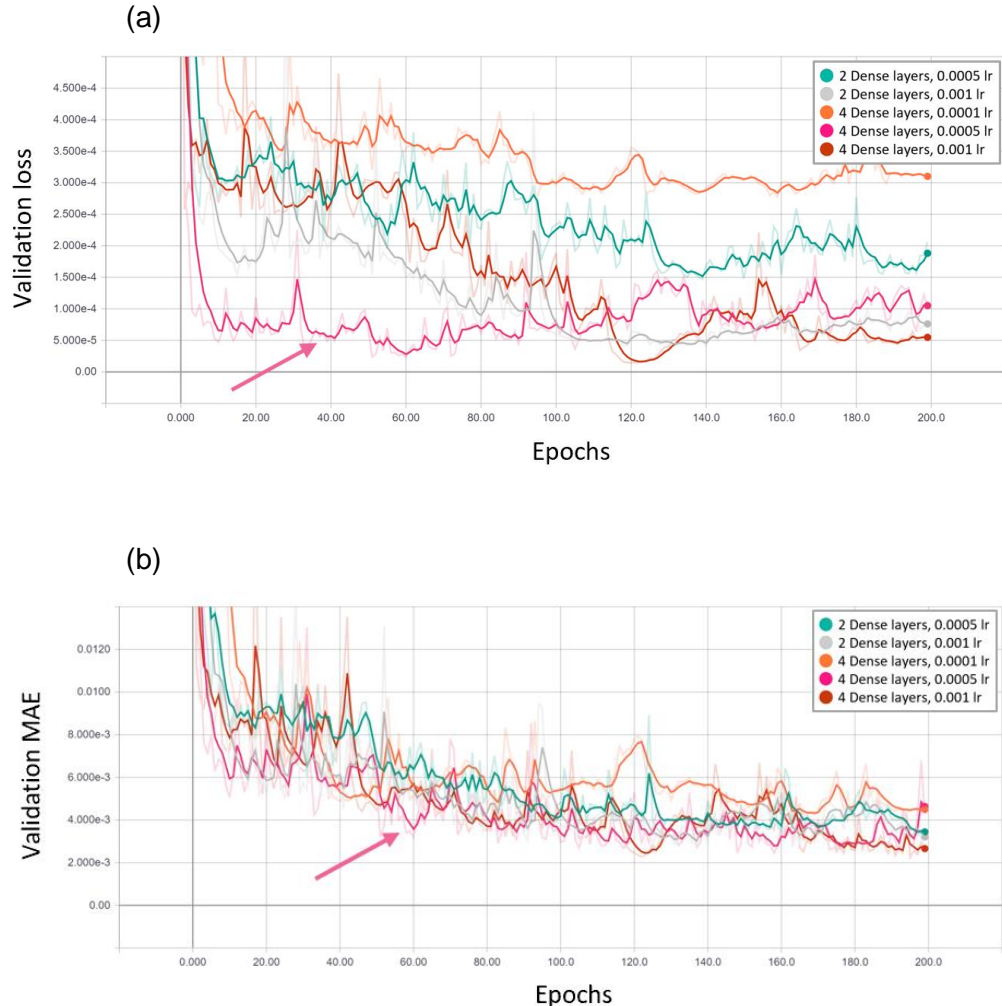 (a)
4.500e-4
4.000e-4
3.500e-4
3.000e-4
2.500e-4
2.000e-4
1.500e-4
1.000e-4
5.000e-5
0.00
Validation loss
2 Dense layers, 0.0005 lr
2 Dense layers, 0.001 lr
4 Dense layers, 0.0001 lr
4 Dense layers, 0.0005 lr
4 Dense layers, 0.001 lr
0.000 20.00 40.00 60.00 80.00 100.0 120.0 140.0 160.0 180.0 200.0
Epochs
(b)
0.0120
0.0100
8.000e-3
6.000e-3
4.000e-3
2.000e-3
0.00
Validation MAE
2 Dense layers, 0.0005 lr
2 Dense layers, 0.001 lr
4 Dense layers, 0.0001 lr
4 Dense layers, 0.0005 lr
4 Dense layers, 0.001 lr
0.000 20.00 40.00 60.00 80.00 100.0 120.0 140.0 160.0 180.0 200.0
Epochs